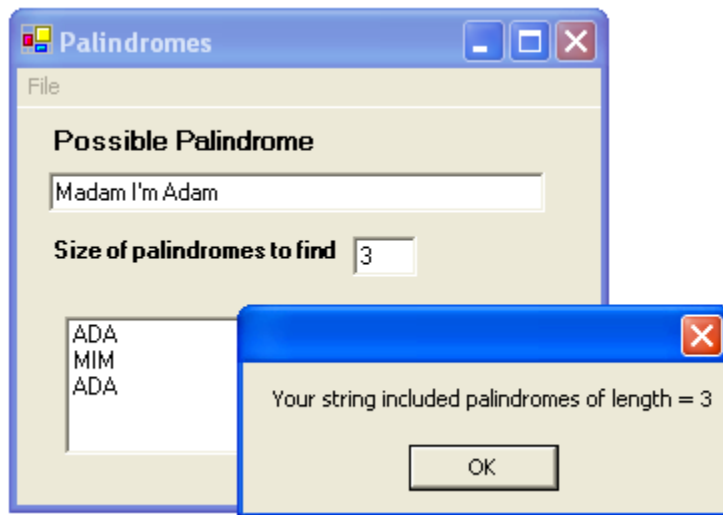 Palindromes
File
Possible Palindrome
Madam I'm Adam
Size of palindromes to find 3
ADA
MIM
ADA
Your string included palindromes of length = 3
OK